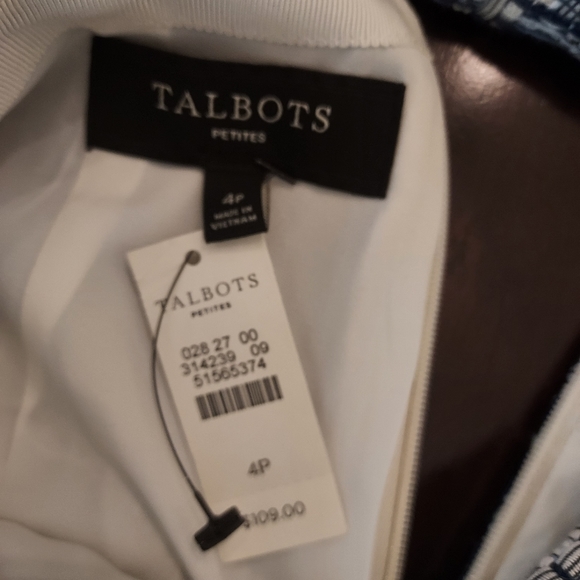 TALBOTS
PETITES
4P
MADE IN
VIETNAM
TALBOTS
PETITES
028 27 00
314239 09
51565374
4P
$109.00